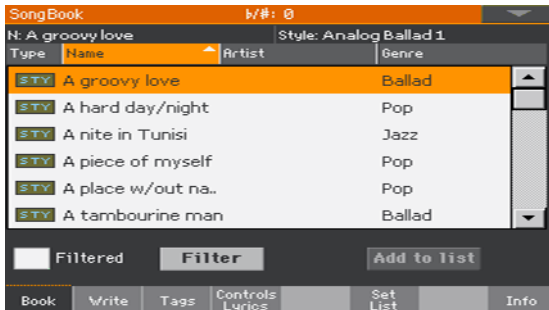 SongBook ♭/#: 0
N: A groovy love Style: Analog Ballad 1
Type Name Artist Genre
STY A groovy love Ballad
STY A hard day/night Pop
STY A nite in Tunisi Jazz
STY A piece of myself Pop
STY A place w/out na.. Pop
STY A tambourine man Ballad
Filtered Filter Add to list
Book Write Tags Controls Lyrics Set List Info